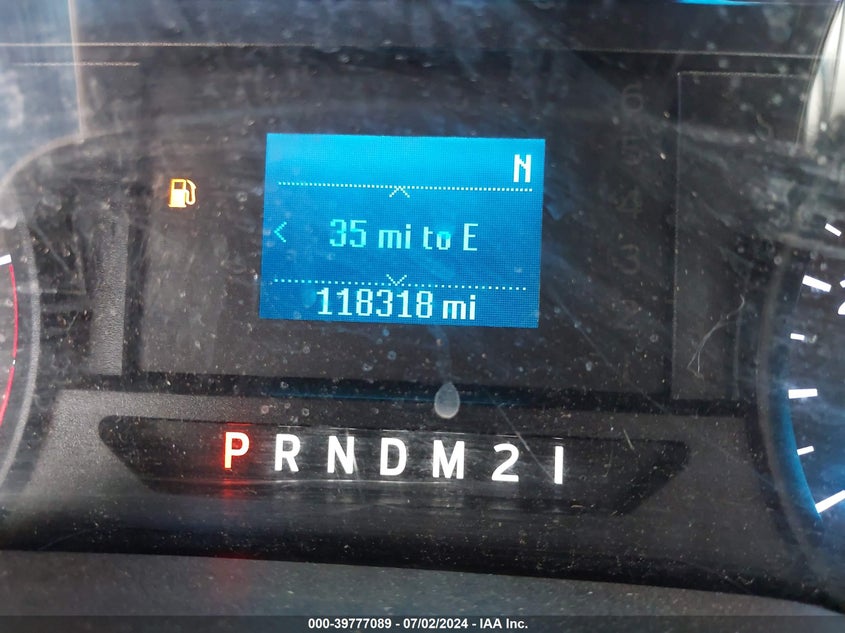 N
35 mi to E
118318 mi
P R N D M 2 1
000-39777089 - 07/02/2024 - IAA Inc.